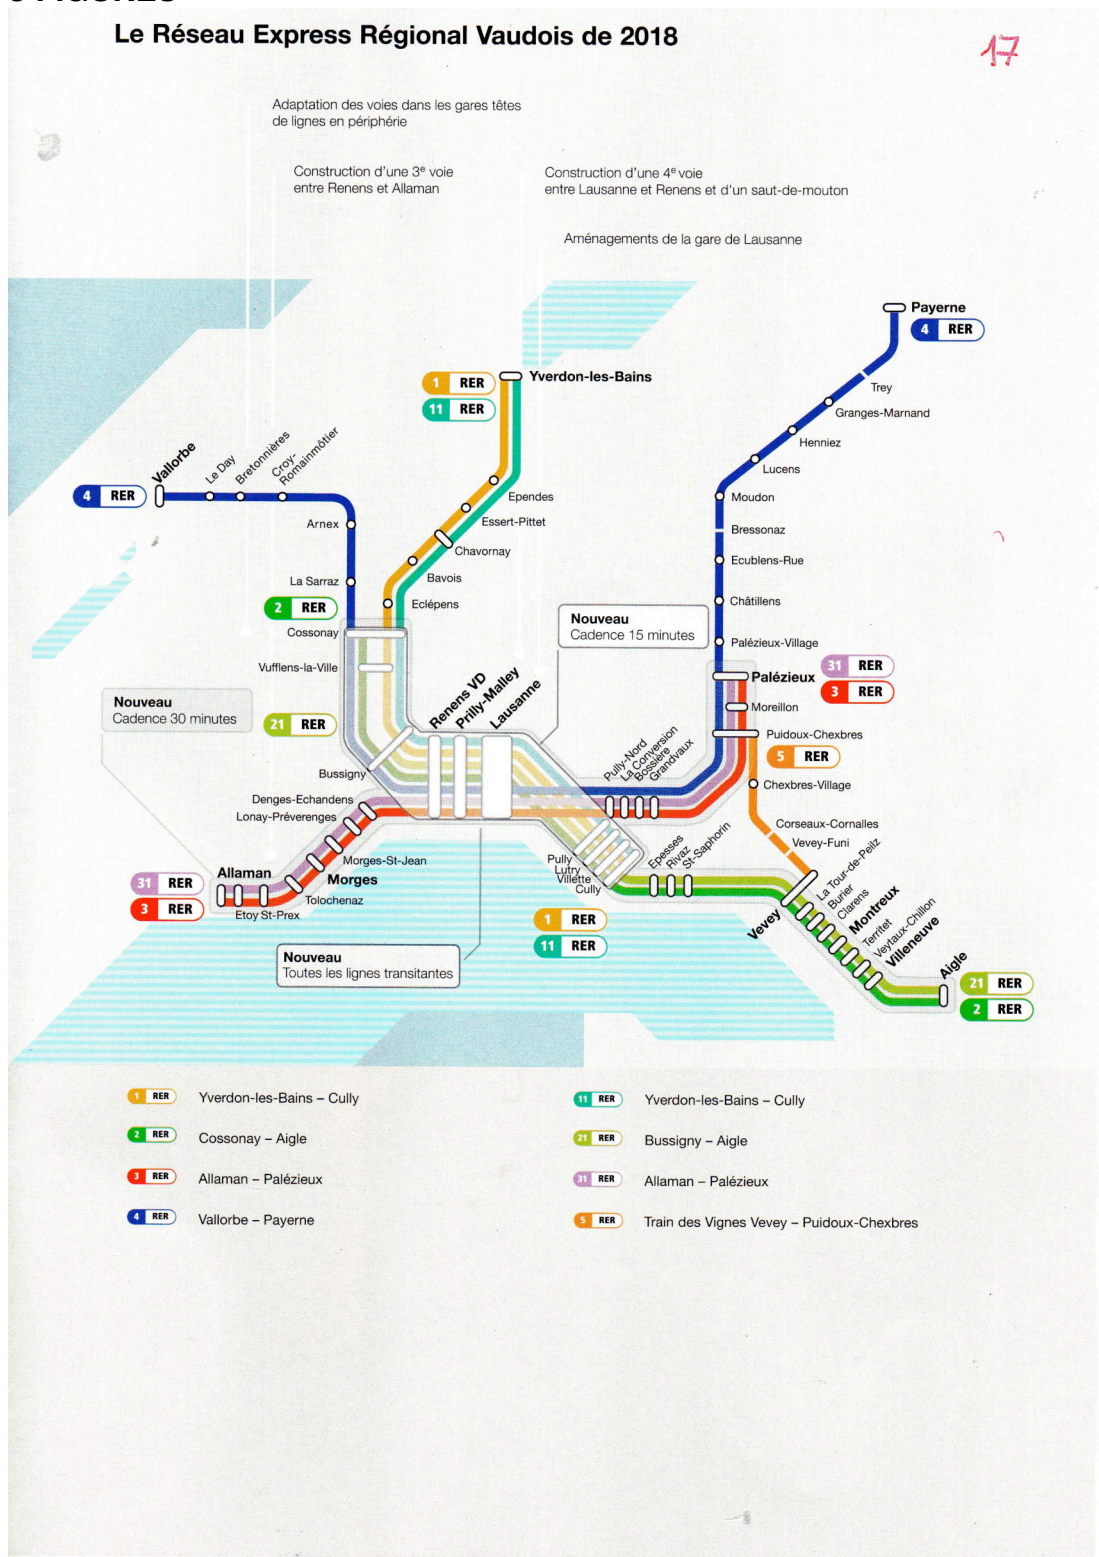 Le Réseau Express Régional Vaudois de 2018
17
Adaptation des voies dans les gares têtes
de lignes en périphérie
Construction d'une 3e voie
entre Renens et Allaman
Construction d'une 4e voie
entre Lausanne et Renens et d'un saut-de-mouton
Aménagements de la gare de Lausanne
Payerne
4 RER
Trey
Granges-Marnand
Henniez
Lucens
Moudon
Bressonaz
Ecublens-Rue
Châtillens
Palézieux-Village
1 RER
11 RER
Yverdon-les-Bains
Ependes
Essert-Pittet
Chavornay
Bavois
Eclépens
4 RER
Vallorbe
Le Day
Bretonnières
Croy-
Romainmôtier
Arnex
La Sarraz
2 RER
Cossonay
Vufflens-la-Ville
Nouveau
Cadence 15 minutes
31 RER
3 RER
Palézieux
Moreillon
Puidoux-Chexbres
5 RER
Chexbres-Village
Corseaux-Cornalles
Vevey-Funi
Nouveau
Cadence 30 minutes
21 RER
Bussigny
Renens VD
Prilly-Malley
Lausanne
Pully-Nord
La Conversion
Bossière
Grandvaux
Denges-Echandens
Lonay-Préverenges
Morges-St-Jean
Morges
Tolochenaz
Allaman
Etoy St-Prex
31 RER
3 RER
Pully
Lutry
Villette
Cully
Epesses
Rivaz
St-Saphorin
1 RER
11 RER
Vevey
La Tour-de-Peilz
Burier
Clarens
Montreux
Territet
Veytaux-Chillon
Villeneuve
Aigle
21 RER
2 RER
Nouveau
Toutes les lignes transitantes
1 RER Yverdon-les-Bains – Cully
2 RER Cossonay – Aigle
3 RER Allaman – Palézieux
4 RER Vallorbe – Payerne
11 RER Yverdon-les-Bains – Cully
21 RER Bussigny – Aigle
31 RER Allaman – Palézieux
5 RER Train des Vignes Vevey – Puidoux-Chexbres